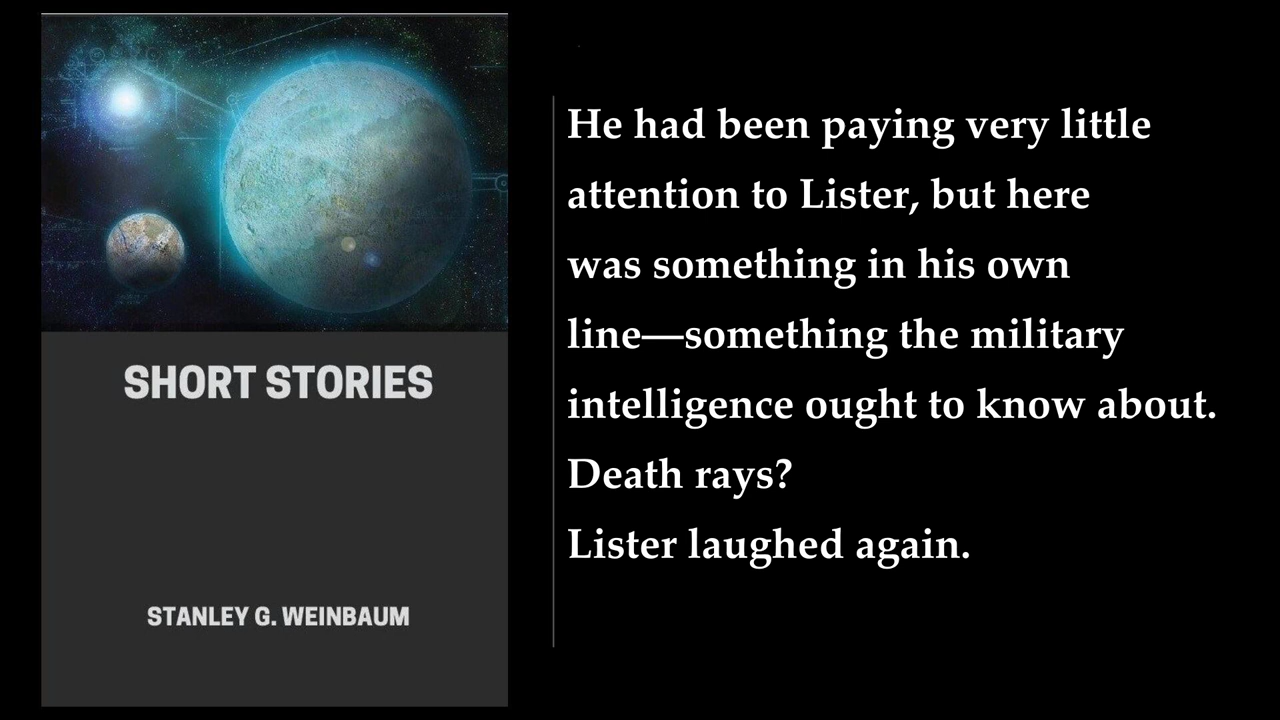 SHORT STORIES
STANLEY G. WEINBAUM
He had been paying very little
attention to Lister, but here
was something in his own
line—something the military
intelligence ought to know about.
Death rays?
Lister laughed again.